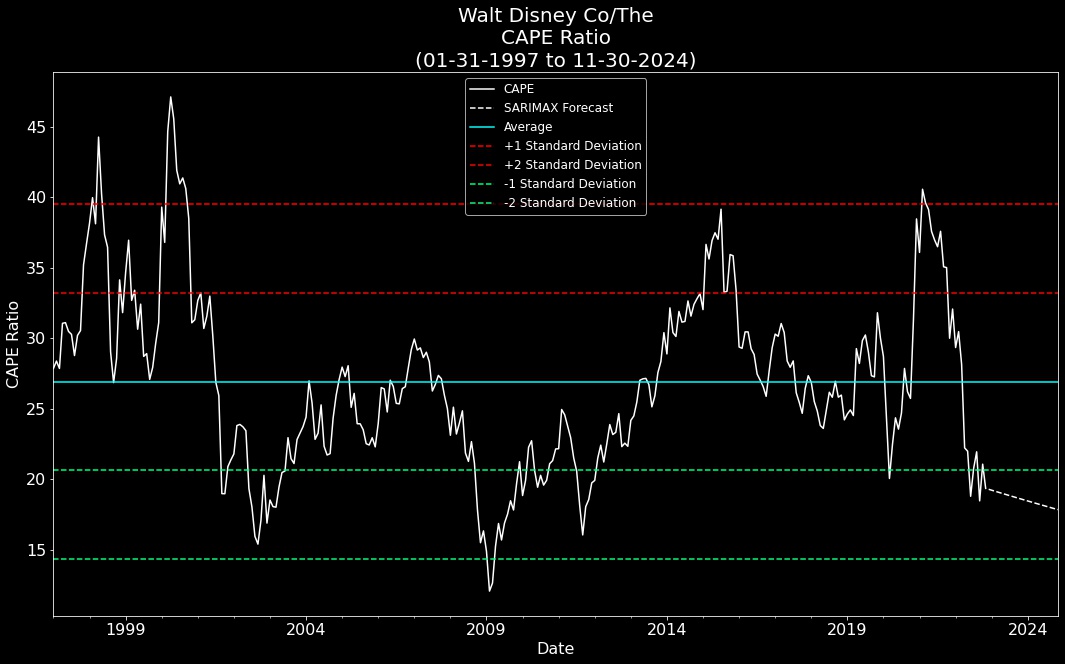 Walt Disney Co/The
CAPE Ratio
(01-31-1997 to 11-30-2024)
CAPE
SARIMAX Forecast
Average
+1 Standard Deviation
+2 Standard Deviation
-1 Standard Deviation
-2 Standard Deviation
45
40
35
30
25
20
15
CAPE Ratio
1999
2004
2009
2014
2019
2024
Date